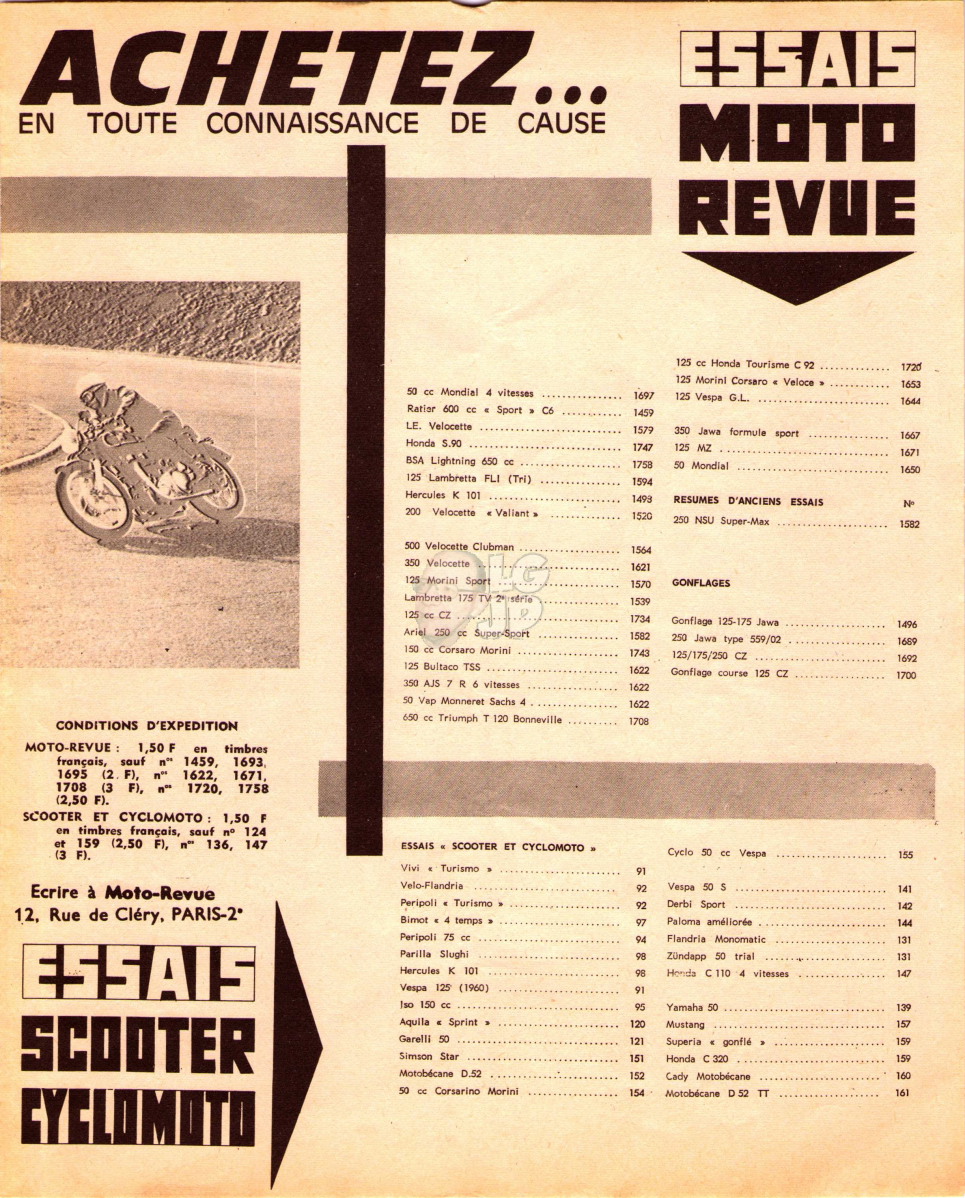 ACHETEZ...
EN TOUTE CONNAISSANCE DE CAUSE
ESSAIS
MOTO
REVUE
50 cc Mondial 4 vitesses ................ 1697
Ratier 600 cc « Sport » C6 ............ 1459
LE. Velocette ............................ 1579
Honda S.90 .............................. 1747
BSA Lightning 650 cc .................... 1758
125 Lambretta FLI (Tri) ................ 1594
Hercules K 101 .......................... 1498
200 Velocette « Valiant » .............. 1520
500 Velocette Clubman .................... 1564
350 Velocette ............................ 1621
125 Morini Sport ........................ 1570
Lambretta 175 TV 2e série ................ 1539
125 cc CZ ................................ 1734
Ariel 250 cc Super-Sport ................ 1582
150 cc Corsaro Morini .................... 1743
125 Bultaco TSS .......................... 1622
350 AJS 7 R 6 vitesses .................. 1622
50 Vap Monneret Sachs 4 .................. 1622
650 cc Triumph T 120 Bonneville .......... 1708
125 cc Honda Tourisme C 92 .............. 1720
125 Morini Corsaro « Veloce » ............ 1653
125 Vespa G.L. .......................... 1644
350 Jawa formule sport .................. 1667
125 MZ .................................. 1671
50 Mondial .............................. 1650
RESUMES D'ANCIENS ESSAIS No
250 NSU Super-Max ...................... 1582
GONFLAGES
Gonflage 125-175 Jawa .................... 1496
250 Jawa type 559/02 .................... 1689
125/175/250 CZ .......................... 1692
Gonflage course 125 CZ .................. 1700
LG
JP
CONDITIONS D'EXPEDITION
MOTO-REVUE : 1,50 F en timbres
français, sauf nos 1459, 1693,
1695 (2 F), nos 1622, 1671,
1708 (3 F), nos 1720, 1758
(2,50 F).
SCOOTER ET CYCLOMOTO : 1,50 F
en timbres français, sauf no 124
et 159 (2,50 F), nos 136, 147
(3 F).
Ecrire à Moto-Revue
12, Rue de Cléry, PARIS-2e
ESSAIS
SCOOTER
CYCLOMOTO
ESSAIS « SCOOTER ET CYCLOMOTO »
Vivi « Turismo » ........................ 91
Velo-Flandria ............................ 92
Peripoli « Turismo » .................... 92
Bimot « 4 temps » ........................ 97
Peripoli 75 cc .......................... 94
Parilla Slughi .......................... 98
Hercules K 101 .......................... 98
Vespa 125 (1960) ........................ 91
Iso 150 cc .............................. 95
Aquila « Sprint » ........................ 120
Garelli 50 .............................. 121
Simson Star .............................. 151
Motobécane D.52 .......................... 152
50 cc Corsarino Morini .................. 154
Cyclo 50 cc Vespa ...................... 155
Vespa 50 S .............................. 141
Derbi Sport .............................. 142
Paloma améliorée ........................ 144
Flandria Monomatic ...................... 131
Zündapp 50 trial ........................ 131
Honda C 110 4 vitesses .................. 147
Yamaha 50 ................................ 139
Mustang .................................. 157
Superia « gonflé » ...................... 159
Honda C 320 .............................. 159
Cady Motobécane .......................... 160
Motobécane D 52 TT ...................... 161